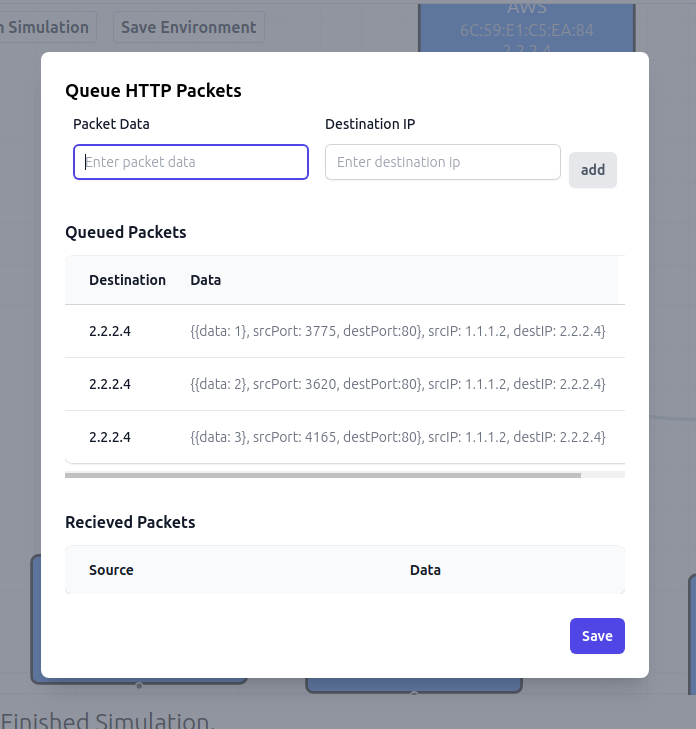 AWS
n Simulation Save Environment
6C:59:E1:C5:EA:84
2.2.2.4
Queue HTTP Packets
Packet Data Destination IP
Enter packet data Enter destination ip add
Queued Packets
Destination Data
2.2.2.4 {{data: 1}, srcPort: 3775, destPort:80}, srcIP: 1.1.1.2, destIP: 2.2.2.4}
2.2.2.4 {{data: 2}, srcPort: 3620, destPort:80}, srcIP: 1.1.1.2, destIP: 2.2.2.4}
2.2.2.4 {{data: 3}, srcPort: 4165, destPort:80}, srcIP: 1.1.1.2, destIP: 2.2.2.4}
Recieved Packets
Source Data
Save
Finished Simulation.